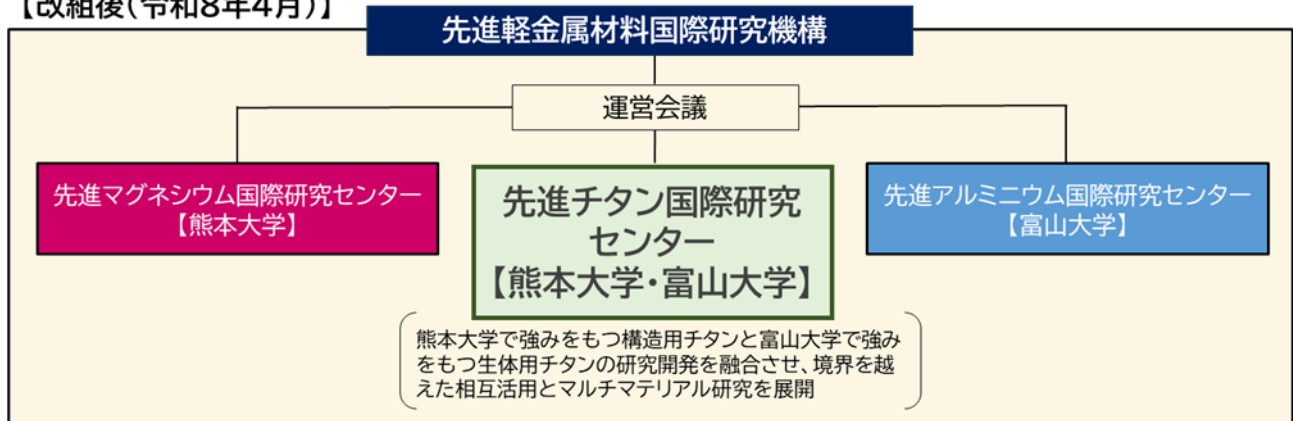 【改組後（令和8年4月）】
先進軽金属材料国際研究機構
運営会議
先進マグネシウム国際研究センター
【熊本大学】
先進チタン国際研究
センター
【熊本大学・富山大学】
先進アルミニウム国際研究センター
【富山大学】
熊本大学で強みをもつ構造用チタンと富山大学で強み
をもつ生体用チタンの研究開発を融合させ、境界を越
えた相互活用とマルチマテリアル研究を展開